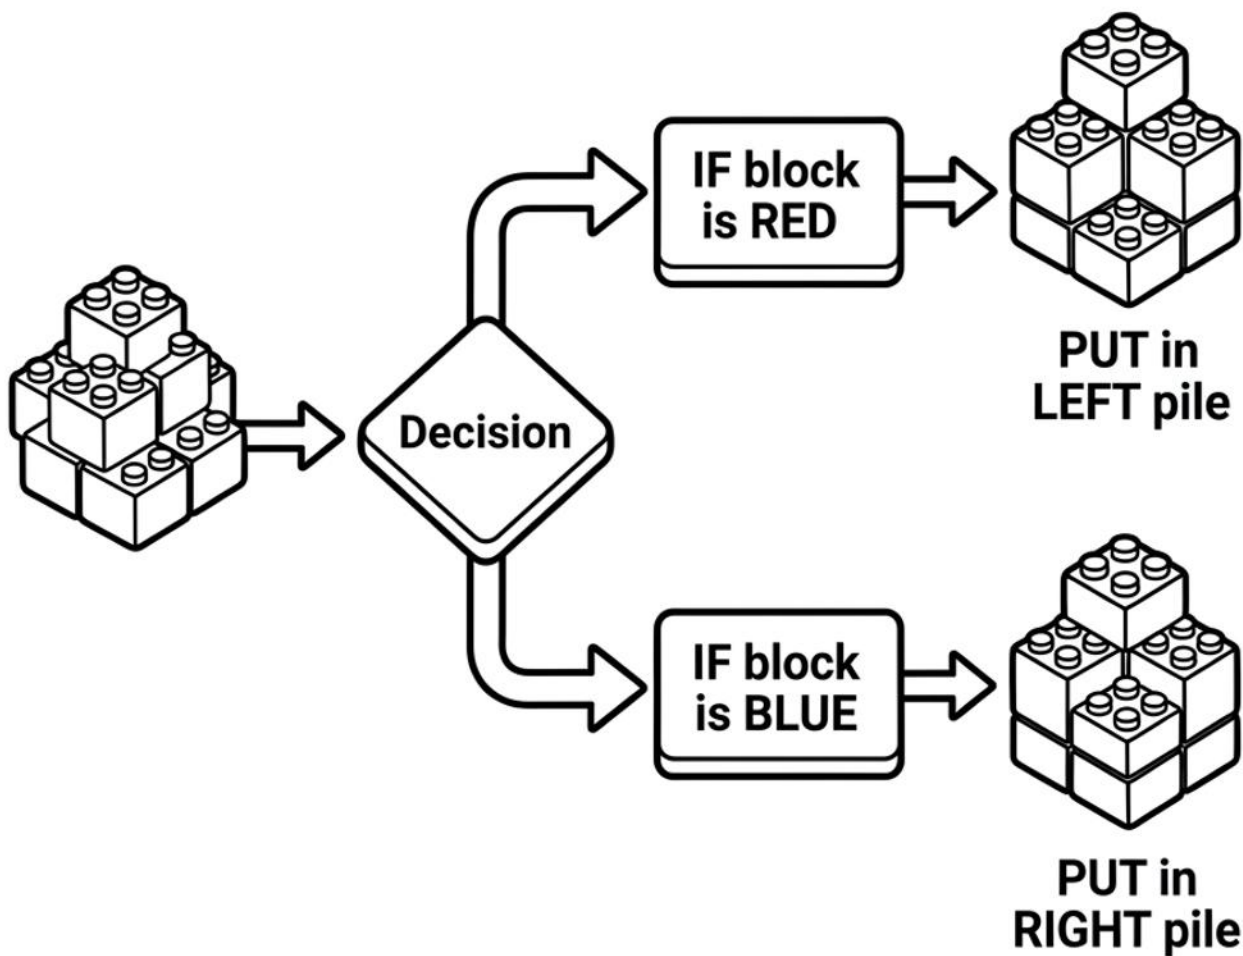 IF block
is RED
PUT in
LEFT pile
Decision
IF block
is BLUE
PUT in
RIGHT pile